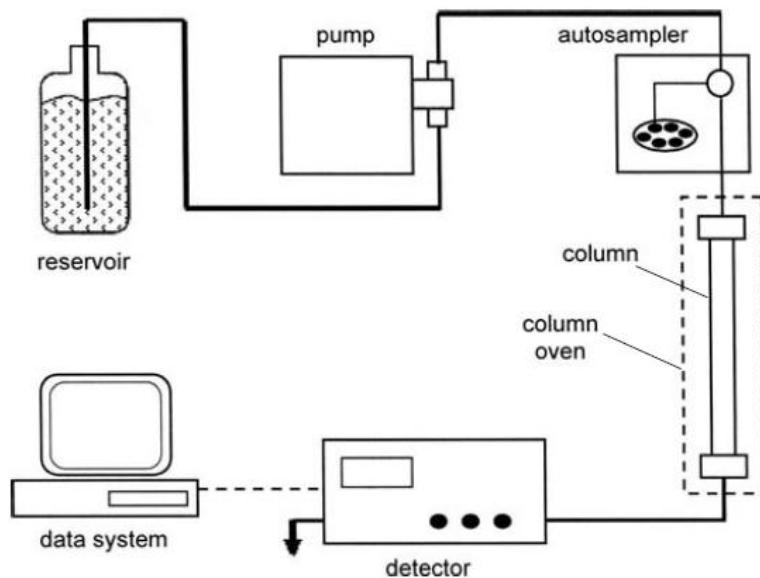 pump
autosampler
reservoir
column
column
oven
data system
detector